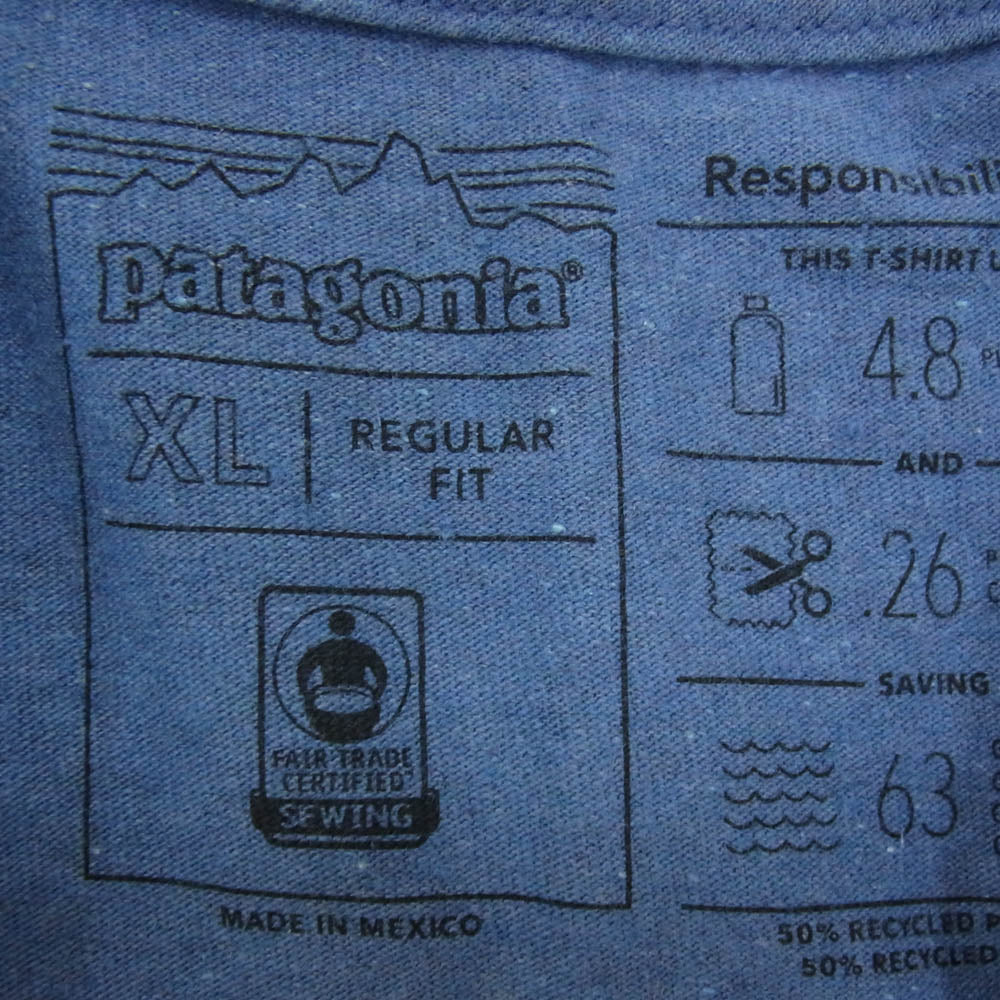 patagonia®
XL
REGULAR
FIT
FAIR TRADE
CERTIFIED™
SEWING
MADE IN MEXICO
Responsibili
THIS T-SHIRT U
4.8
AND
.26
SAVING
63
50% RECYCLED P
50% RECYCLED